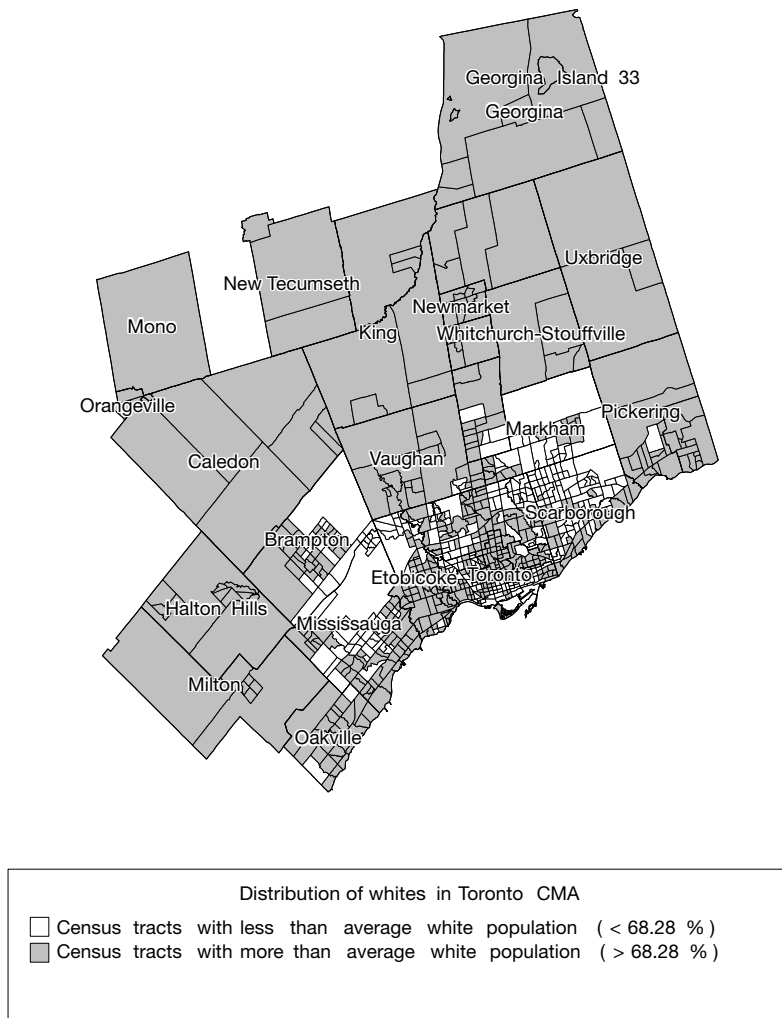 Georgina Island 33
Georgina
Uxbridge
New Tecumseth
Newmarket
Mono
King
Whitchurch-Stouffville
Orangeville
Pickering
Markham
Caledon
Vaughan
Scarborough
Brampton
Etobicoke
Toronto
Halton Hills
Mississauga
Milton
Oakville
Distribution of whites in Toronto CMA
Census tracts with less than average white population ( < 68.28 % )
Census tracts with more than average white population ( > 68.28 % )